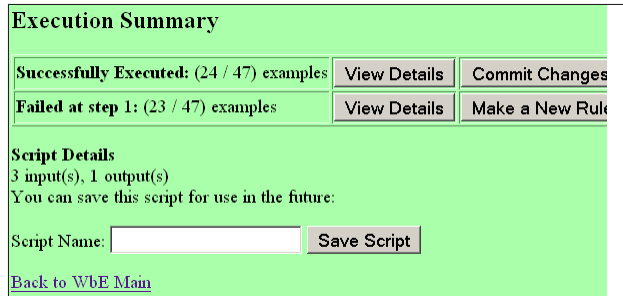 Execution Summary
Successfully Executed: (24 / 47) examples View Details Commit Changes
Failed at step 1: (23 / 47) examples View Details Make a New Rule
Script Details
3 input(s), 1 output(s)
You can save this script for use in the future:
Script Name: Save Script
Back to WbE Main